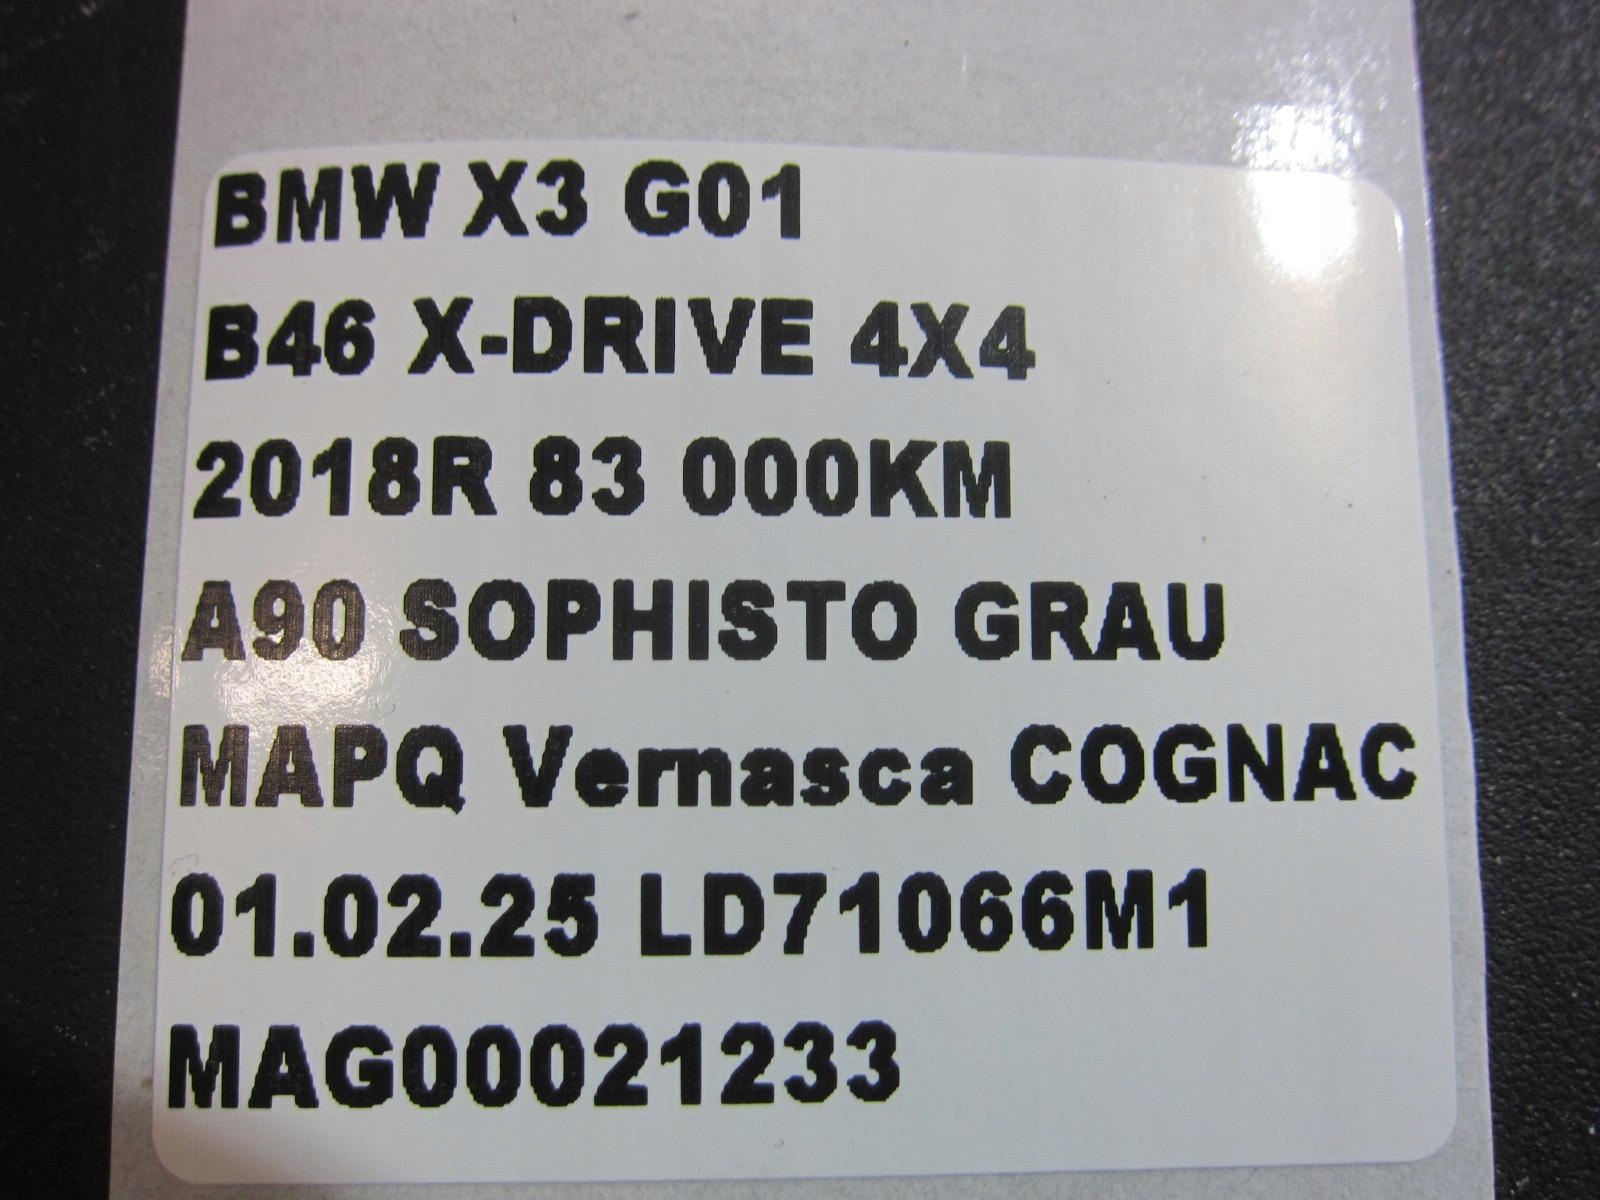 BMW X3 G01
B46 X-DRIVE 4X4
2018R 83 000KM
A90 SOPHISTO GRAU
MAPQ Vernasca COGNAC
01.02.25 LD71066M1
MAG00021233